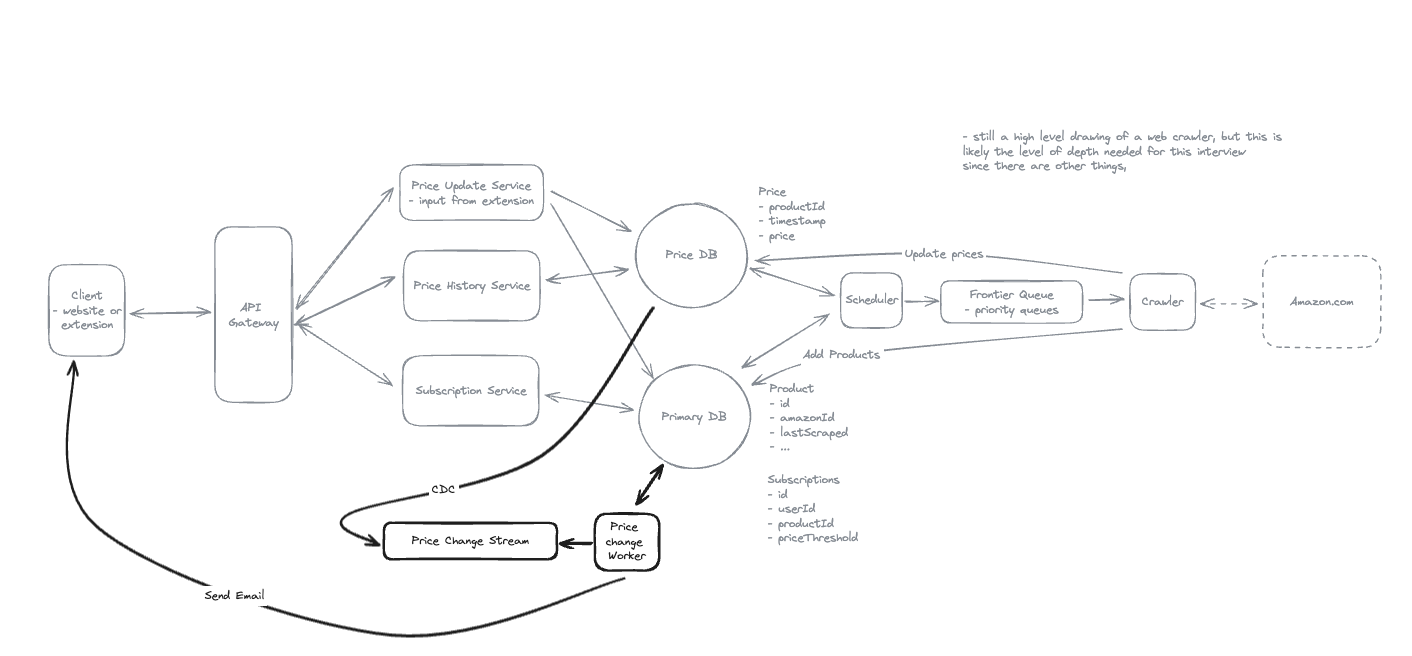 - still a high level drawing of a web crawler, but this is
likely the level of depth needed for this interview
since there are other things,
Price Update Service
- input from extension
Price
- productId
- timestamp
- price
Price DB
Update prices
Price History Service
Client
- website or
extension
API
Gateway
Scheduler
Frontier Queue
- priority queues
Crawler
Amazon.com
Add Products
Subscription Service
Primary DB
Product
- id
- amazonId
- lastScraped
- ...
Subscriptions
- id
- userId
- productId
- priceThreshold
CDC
Price Change Stream
Price
change
Worker
Send Email